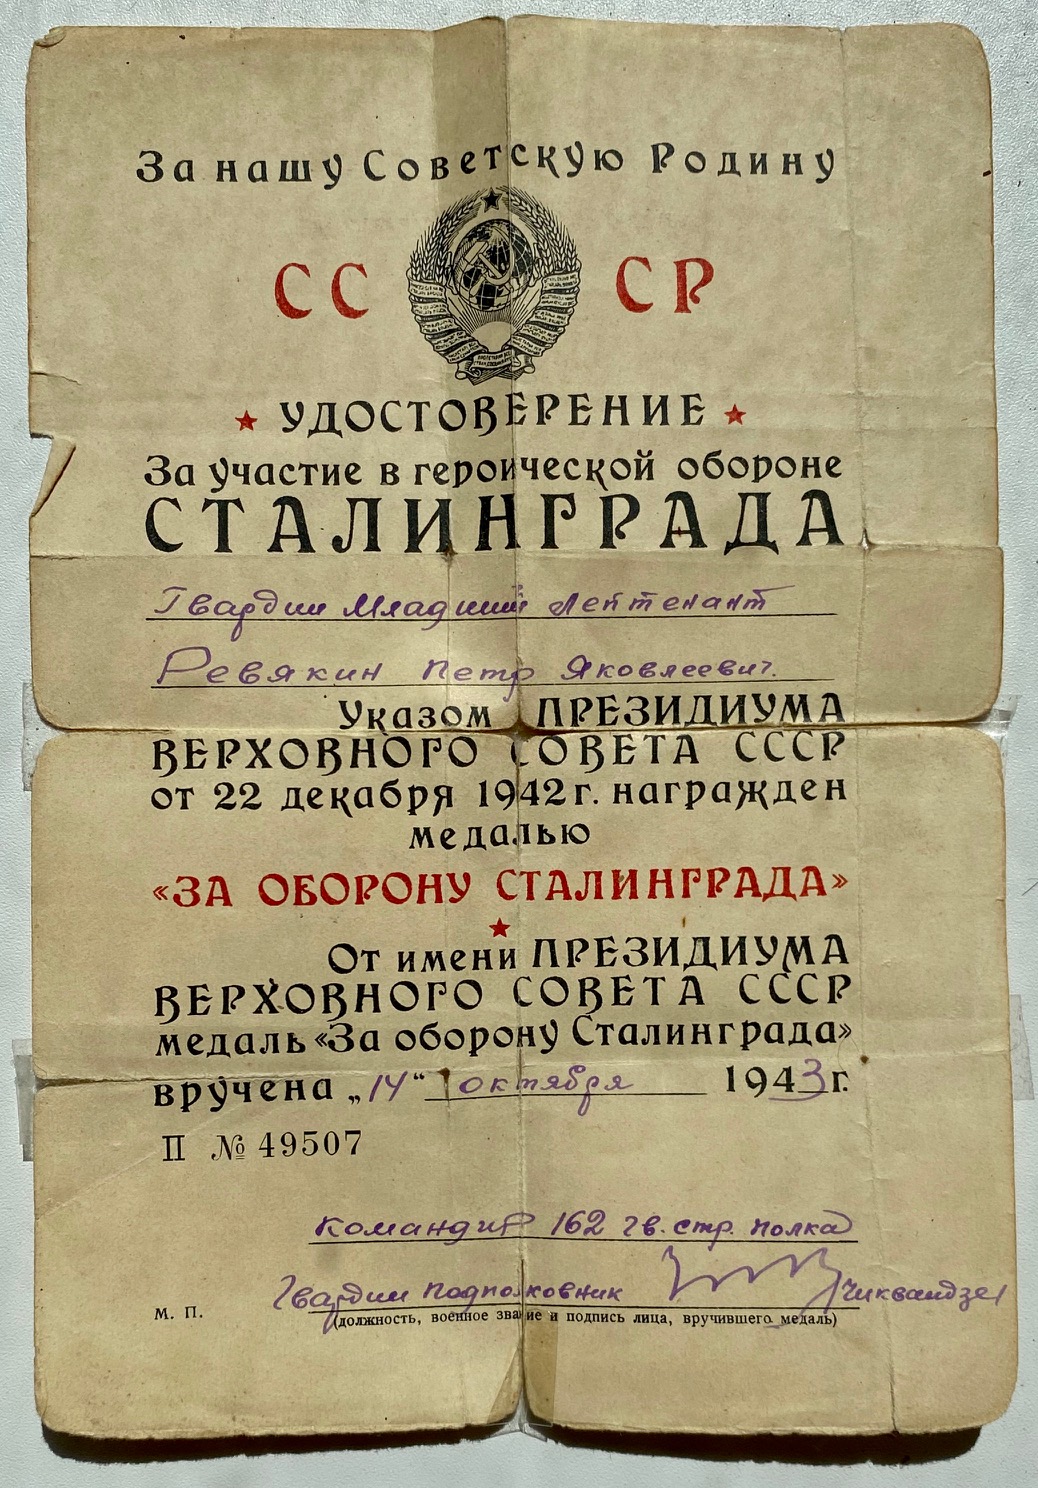 За нашу Советскую Родину
СССР
УДОСТОВЕРЕНИЕ
За участие в героической обороне
СТАЛИНГРАДА
Гвардии Младший Лейтенант
Ревякин Петр Яковлеевич.
Указом ПРЕЗИДИУМА
ВЕРХОВНОГО СОВЕТА СССР
от 22 декабря 1942 г. награжден
медалью
«ЗА ОБОРОНУ СТАЛИНГРАДА»
От имени ПРЕЗИДИУМА
ВЕРХОВНОГО СОВЕТА СССР
медаль «За оборону Сталинграда»
вручена „14“ октября 1943 г.
П № 49507
Командир 162 гв. стр. полка
Гвардии Подполковник /Чиквандзе/
М. П.
(должность, военное звание и подпись лица, вручившего медаль)